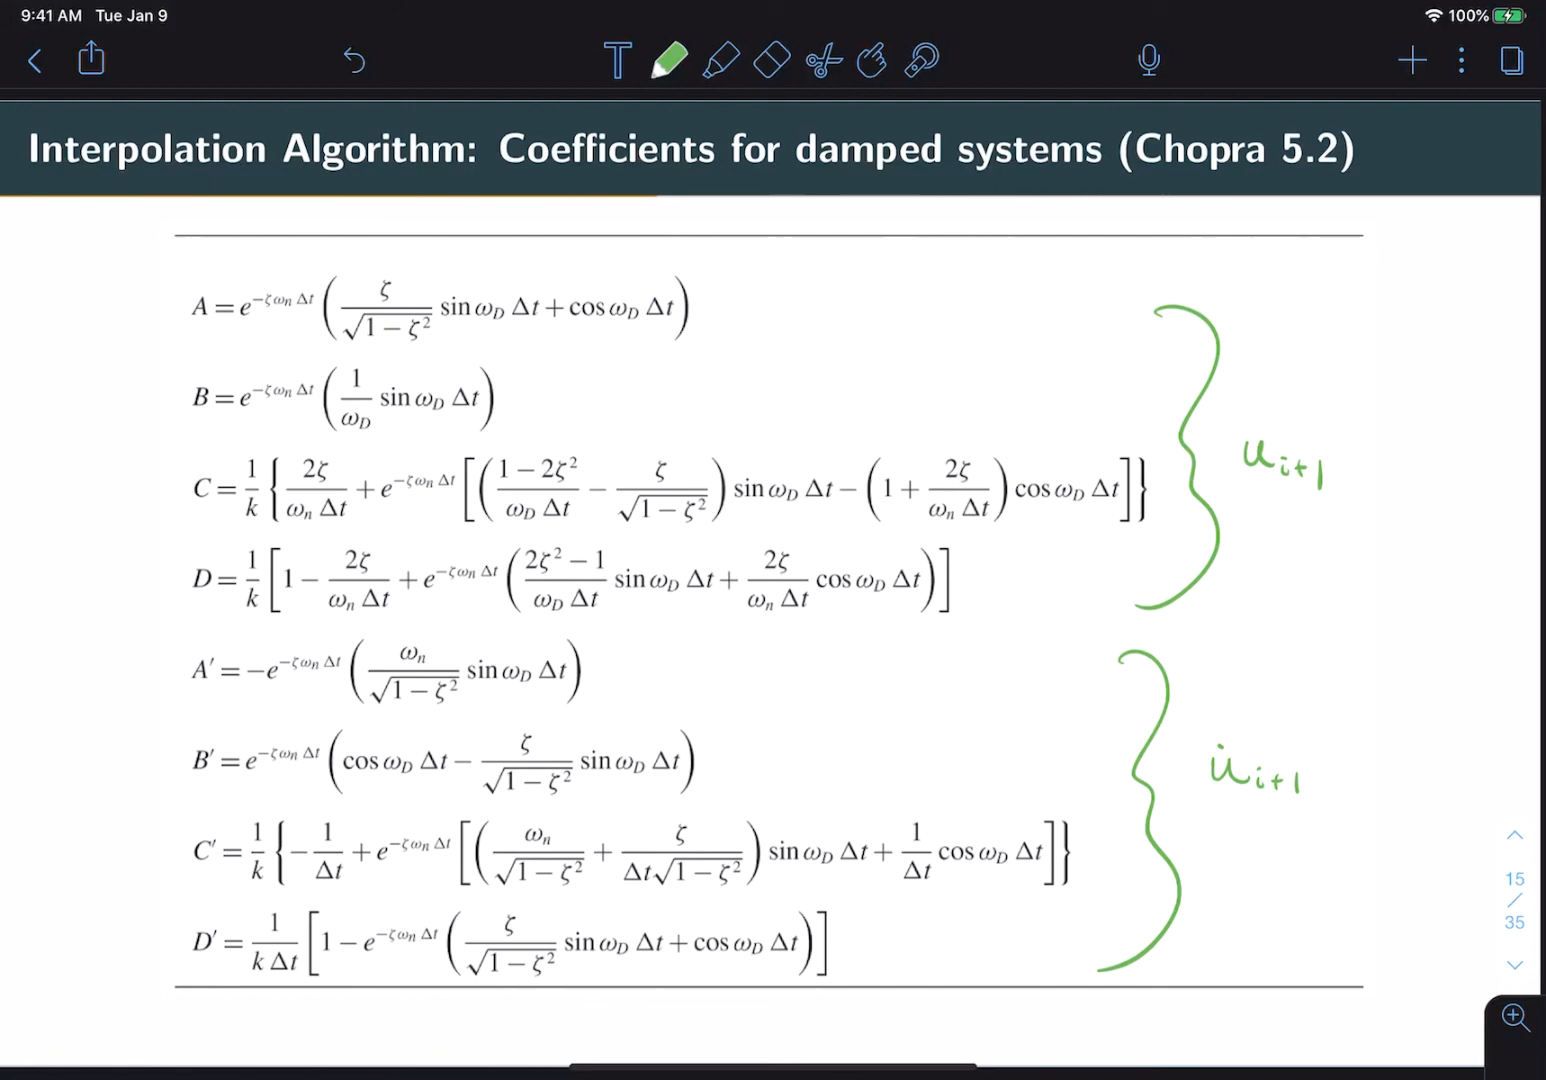 9:41 AM Tue Jan 9
100%
Interpolation Algorithm: Coefficients for damped systems (Chopra 5.2)
A = e^{−ζω_n Δt} ( ζ/√(1 − ζ²) sin ω_D Δt + cos ω_D Δt )
B = e^{−ζω_n Δt} ( 1/ω_D sin ω_D Δt )
u_{i+1}
C = 1/k { 2ζ/(ω_n Δt) + e^{−ζω_n Δt} [ ( (1 − 2ζ²)/(ω_D Δt) − ζ/√(1 − ζ²) ) sin ω_D Δt − ( 1 + 2ζ/(ω_n Δt) ) cos ω_D Δt ] }
D = 1/k [ 1 − 2ζ/(ω_n Δt) + e^{−ζω_n Δt} ( (2ζ² − 1)/(ω_D Δt) sin ω_D Δt + 2ζ/(ω_n Δt) cos ω_D Δt ) ]
A′ = −e^{−ζω_n Δt} ( ω_n/√(1 − ζ²) sin ω_D Δt )
B′ = e^{−ζω_n Δt} ( cos ω_D Δt − ζ/√(1 − ζ²) sin ω_D Δt )
u̇_{i+1}
C′ = 1/k { −1/Δt + e^{−ζω_n Δt} [ ( ω_n/√(1 − ζ²) + ζ/(Δt√(1 − ζ²)) ) sin ω_D Δt + 1/Δt cos ω_D Δt ] }
D′ = 1/(k Δt) [ 1 − e^{−ζω_n Δt} ( ζ/√(1 − ζ²) sin ω_D Δt + cos ω_D Δt ) ]
15
/
35